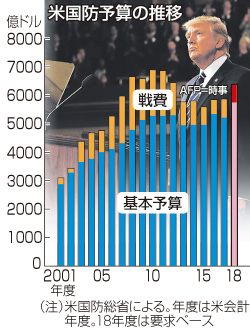 米国防予算の推移
億ドル
8000
7000
6000
5000
4000
3000
2000
1000
0
戦費
AFP=時事
基本予算
2001 05 10 15 18
年度
(注)米国防総省による。年度は米会計
年度。18年度は要求ベース